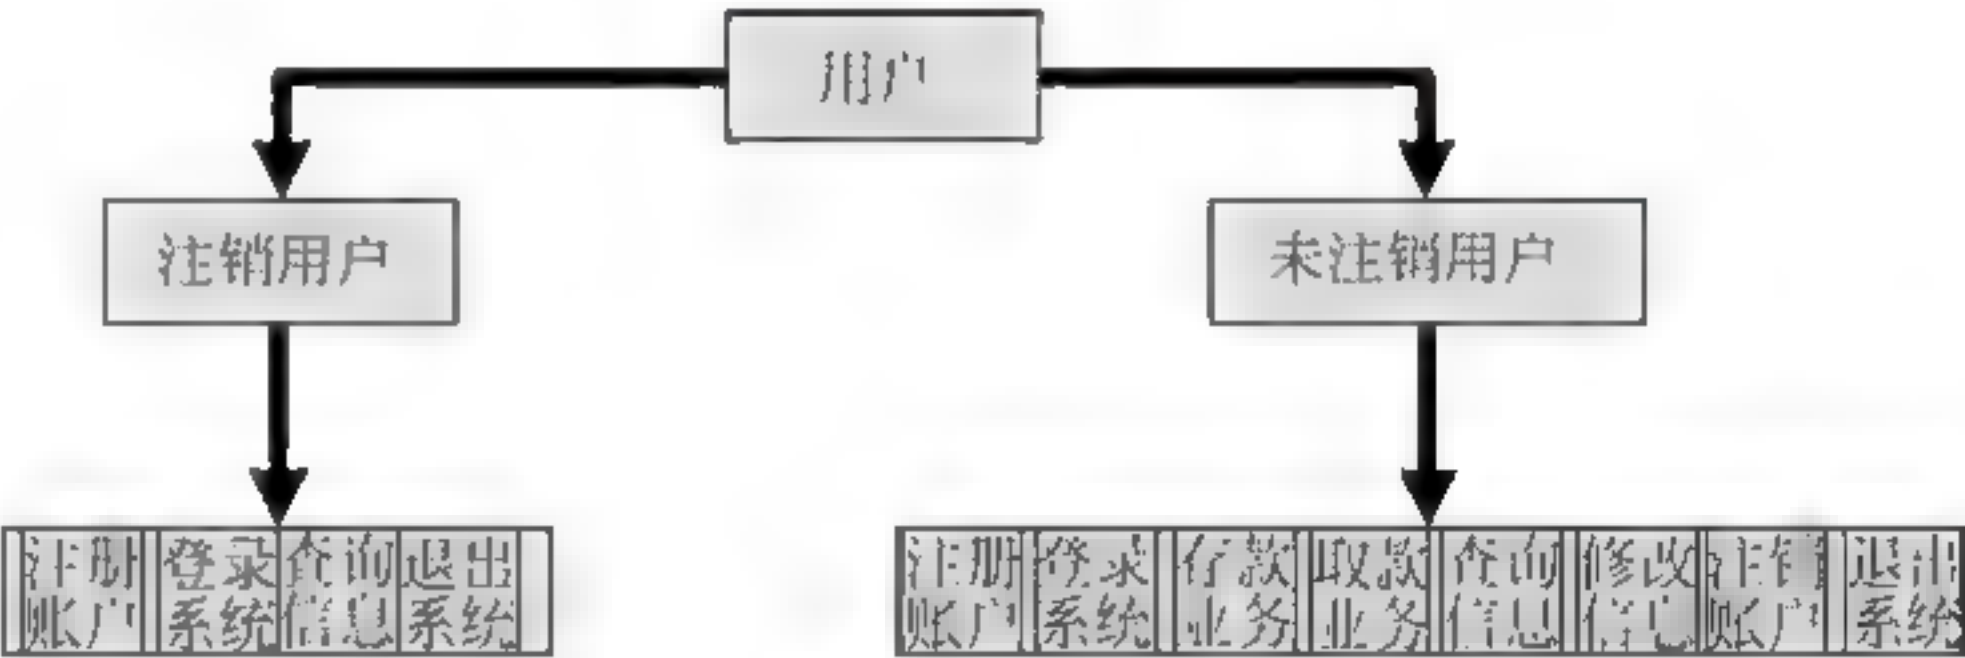 用户
注销用户
未注销用户
注册账户
登录系统
查询信息
退出系统
注册账户
登录系统
存款业务
取款业务
查询信息
修改信息
注销账户
退出系统